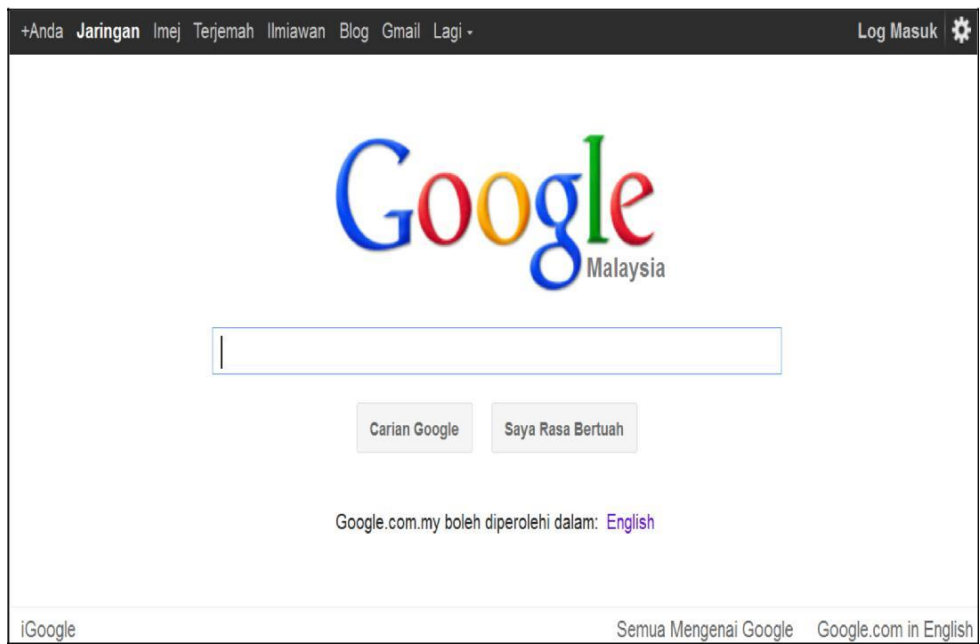 +Anda Jaringan Imej Terjemah Ilmiawan Blog Gmail Lagi Log Masuk
Google
Malaysia
Carian Google Saya Rasa Bertuah
Google.com.my boleh diperolehi dalam: English
iGoogle Semua Mengenai Google Google.com in English